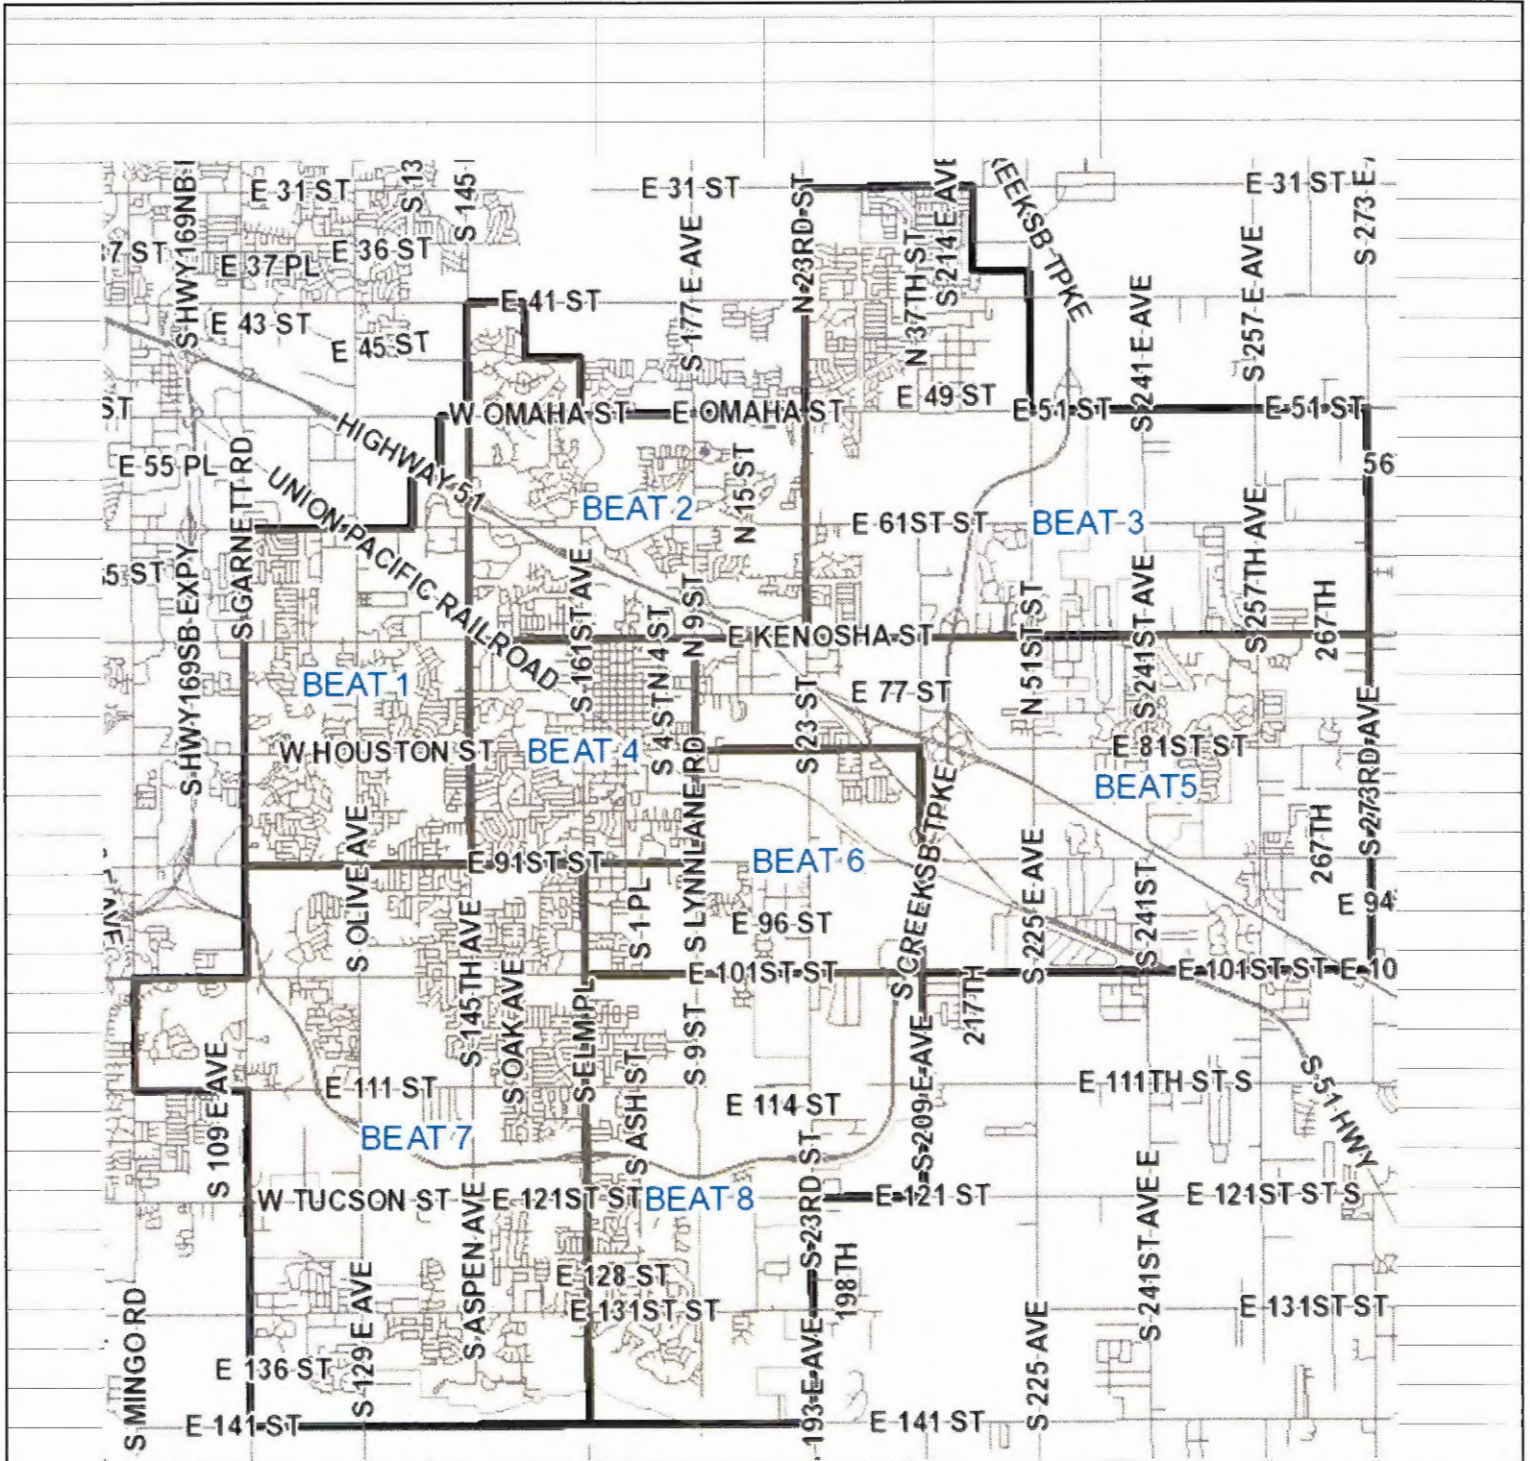 E 31 ST
E 31 ST
E 31 ST
S HWY 169NB
S 13
S 145
S 177 E AVE
N 23RD ST
S 214 E AVE
EEKSB TPKE
S 273 E
7 ST
E 37 PL
E 36 ST
N 37TH ST
S 241 E AVE
S 257 E AVE
E 41 ST
E 43 ST
E 45 ST
E 49 ST
ST
W OMAHA ST
E OMAHA ST
E 51 ST
E 51 ST
HIGHWAY 51
E 55 PL
S GARNETT RD
UNION PACIFIC RAILROAD
56
N 15 ST
BEAT 2
E 61ST ST
BEAT 3
S 257TH AVE
5 ST
S HWY 169SB EXPY
S 161ST AVE
N 4 ST
N 9 ST
N 51ST ST
S 241ST AVE
267TH
E KENOSHA ST
BEAT 1
S 4 ST
E 77 ST
S 23 ST
W HOUSTON ST
BEAT 4
S LYNN LANE RD
E 81ST ST
BEAT5
S 273RD AVE
S CREEKSB TPKE
S OLIVE AVE
E 91ST ST
BEAT 6
S 225 E AVE
S 241ST
267TH
E 94
S 1 PL
E 96 ST
S 145TH AVE
S OAK AVE
S ELM PL
E 101ST ST
217TH
E 101ST ST
E 10
S 9 ST
S 109 E AVE
E 111 ST
S ASH ST
E 114 ST
S 209 E AVE
E 111TH ST S
S 51 HWY
BEAT 7
W TUCSON ST
E 121ST ST
BEAT 8
S 23RD ST
E 121 ST
E 121ST ST S
S 241ST AVE E
S MINGO RD
S 129 E AVE
S ASPEN AVE
E 128 ST
E 131ST ST
198TH
E 131ST ST
E 136 ST
193 E AVE
S 225 AVE
E 141 ST
E 141 ST